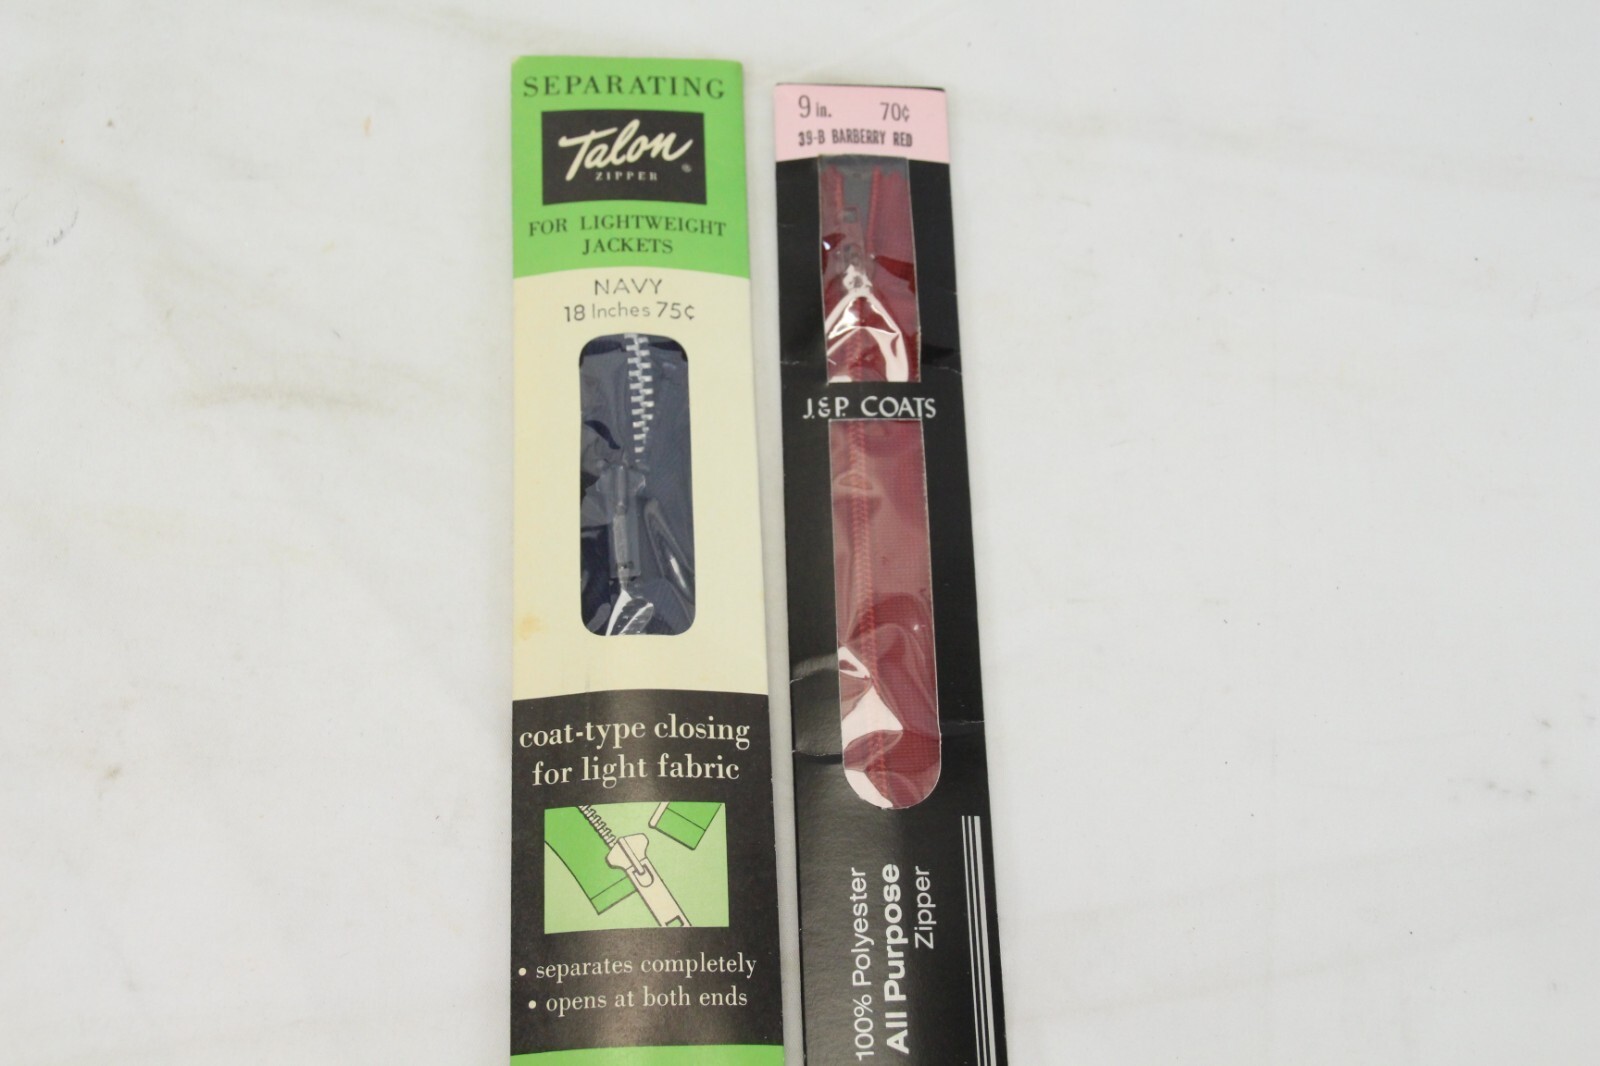 SEPARATING
Talon
ZIPPER
®
FOR LIGHTWEIGHT
JACKETS
NAVY
18 Inches 75¢
coat-type closing
for light fabric
• separates completely
• opens at both ends
9 in. 70¢
39-B BARBERRY RED
J.&P. COATS
100% Polyester
All Purpose
Zipper